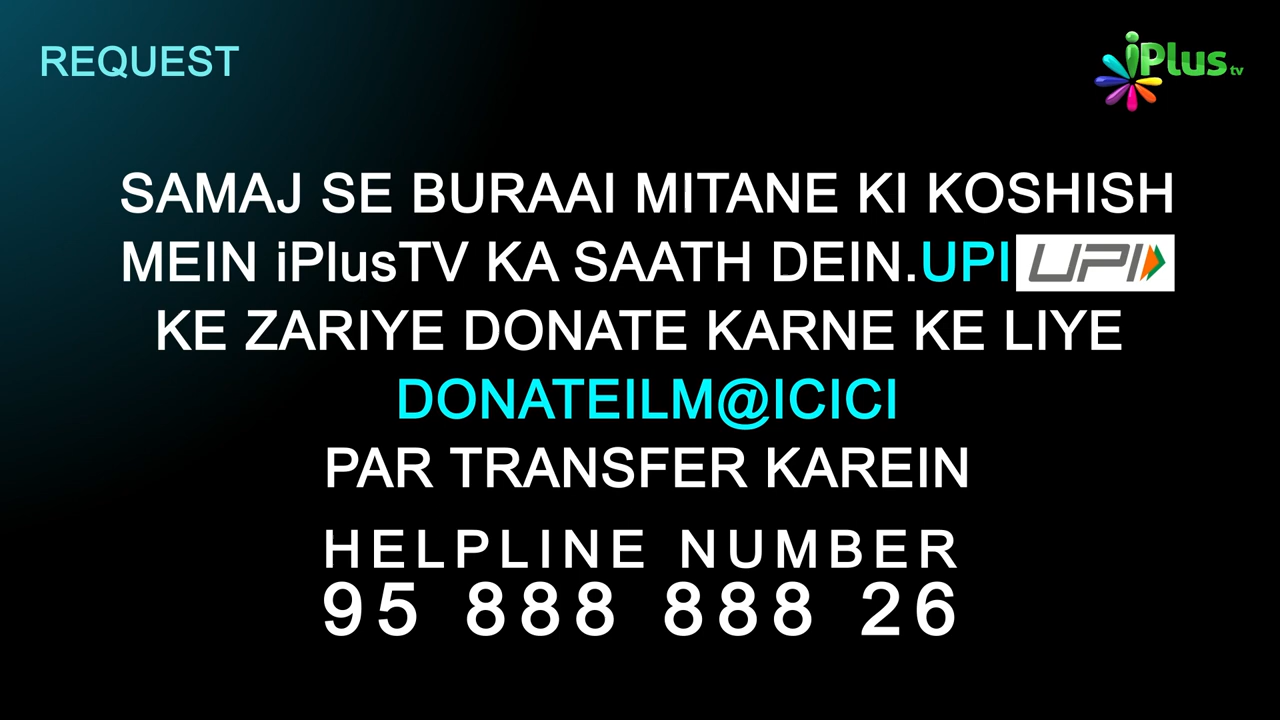 REQUEST
iPlus tv
SAMAJ SE BURAAI MITANE KI KOSHISH
MEIN iPlusTV KA SAATH DEIN.UPI UPI
KE ZARIYE DONATE KARNE KE LIYE
DONATEILM@ICICI
PAR TRANSFER KAREIN
HELPLINE NUMBER
95 888 888 26